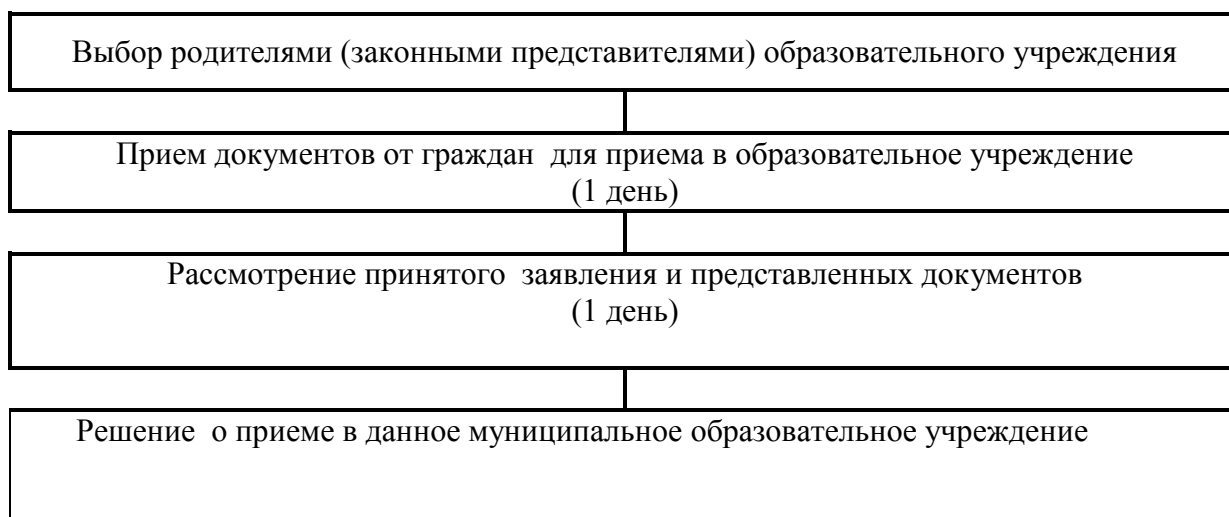 Выбор родителями (законными представителями) образовательного учреждения
Прием документов от граждан для приема в образовательное учреждение
(1 день)
Рассмотрение принятого заявления и представленных документов
(1 день)
Решение о приеме в данное муниципальное образовательное учреждение